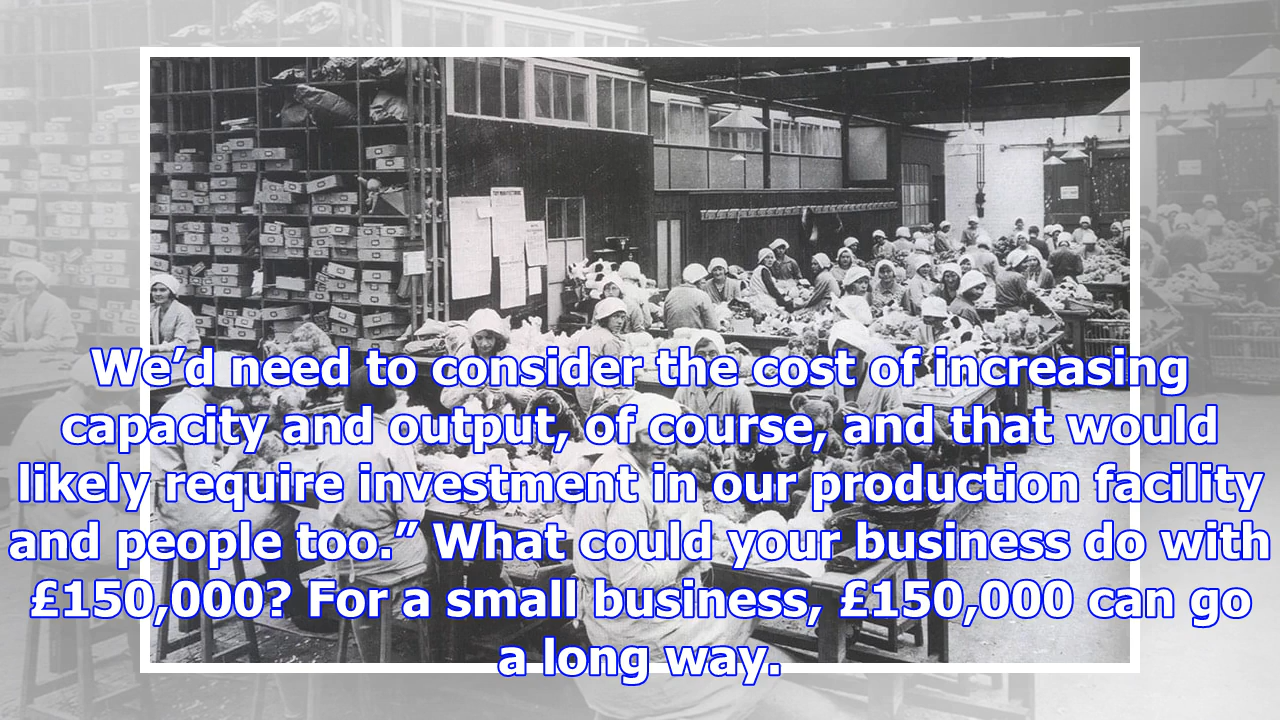 We’d need to consider the cost of increasing
capacity and output, of course, and that would
likely require investment in our production facility
and people too.” What could your business do with
£150,000? For a small business, £150,000 can go
a long way.